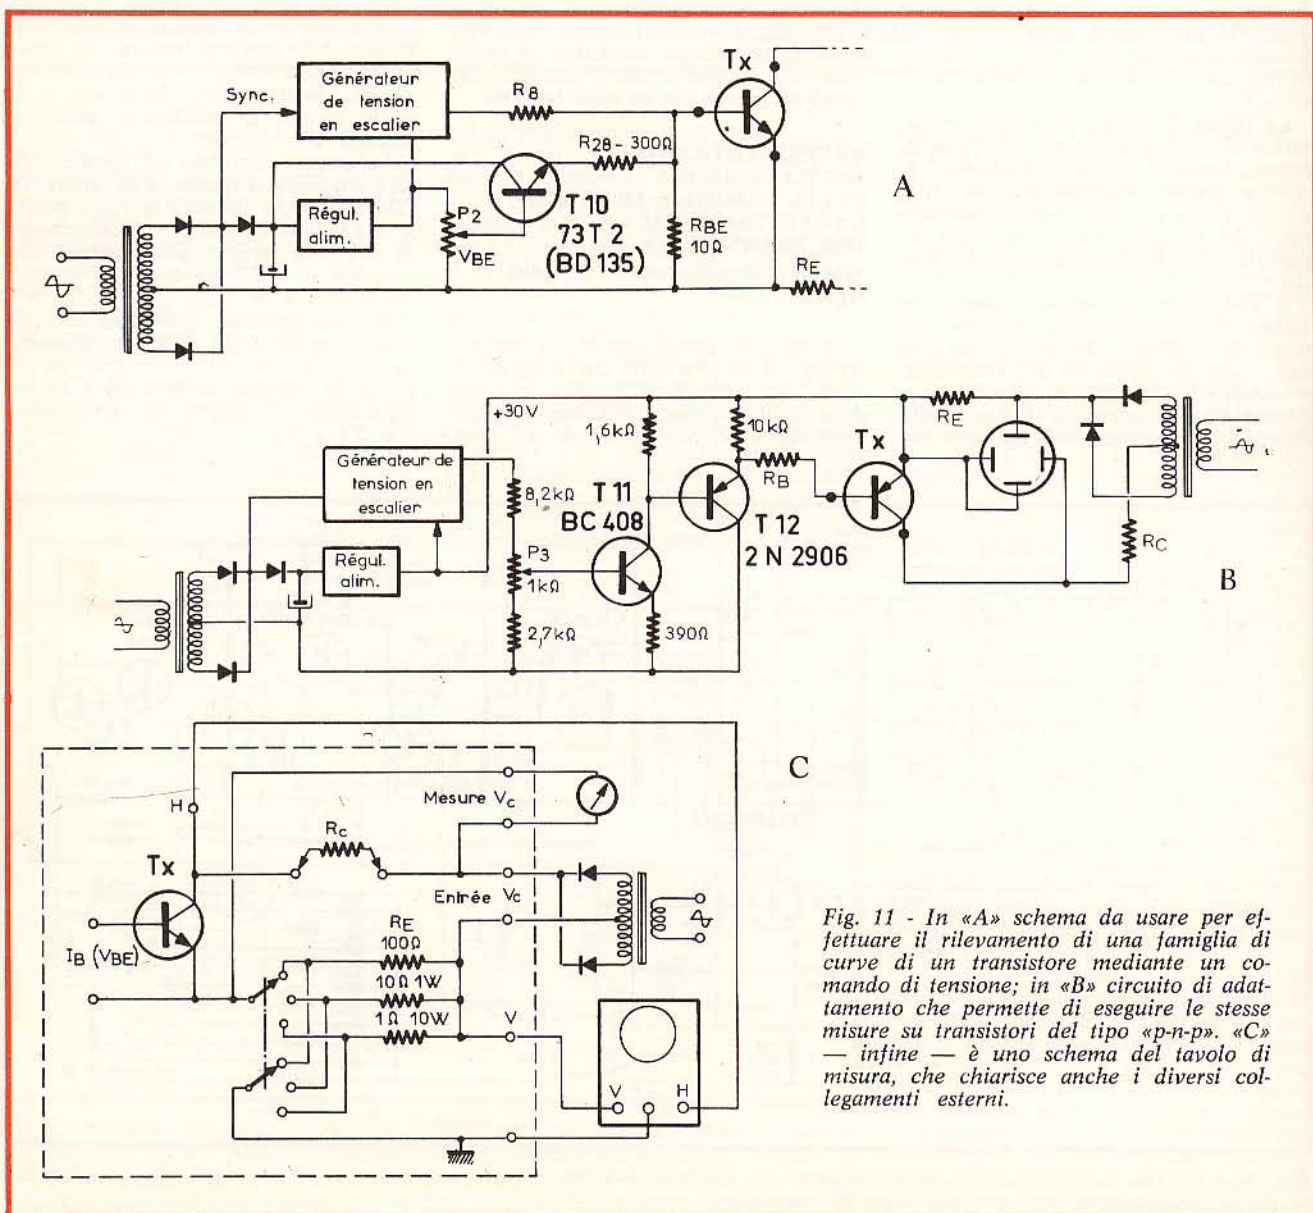 Tx
Générateur
de tension
en escalier
Sync.
R8
R28 - 300Ω
A
T 10
73 T 2
(BD 135)
Régul.
alim.
P2
VBE
RBE
10Ω
RE
+30V
1,6kΩ
10kΩ
RE
Tx
Générateur de
tension en
escalier
8,2kΩ
T 11
BC 408
RB
T 12
2 N 2906
RC
Régul.
alim.
P3
1kΩ
B
2,7kΩ
390Ω
C
H
Mesure Vc
Rc
Tx
Entrée Vc
IB (VBE)
RE
100Ω
10Ω 1W
1Ω 10W
V
V H
Fig. 11 - In «A» schema da usare per ef-
fettuare il rilevamento di una famiglia di
curve di un transistore mediante un co-
mando di tensione; in «B» circuito di adat-
tamento che permette di eseguire le stesse
misure su transistori del tipo «p-n-p». «C»
— infine — è uno schema del tavolo di
misura, che chiarisce anche i diversi col-
legamenti esterni.